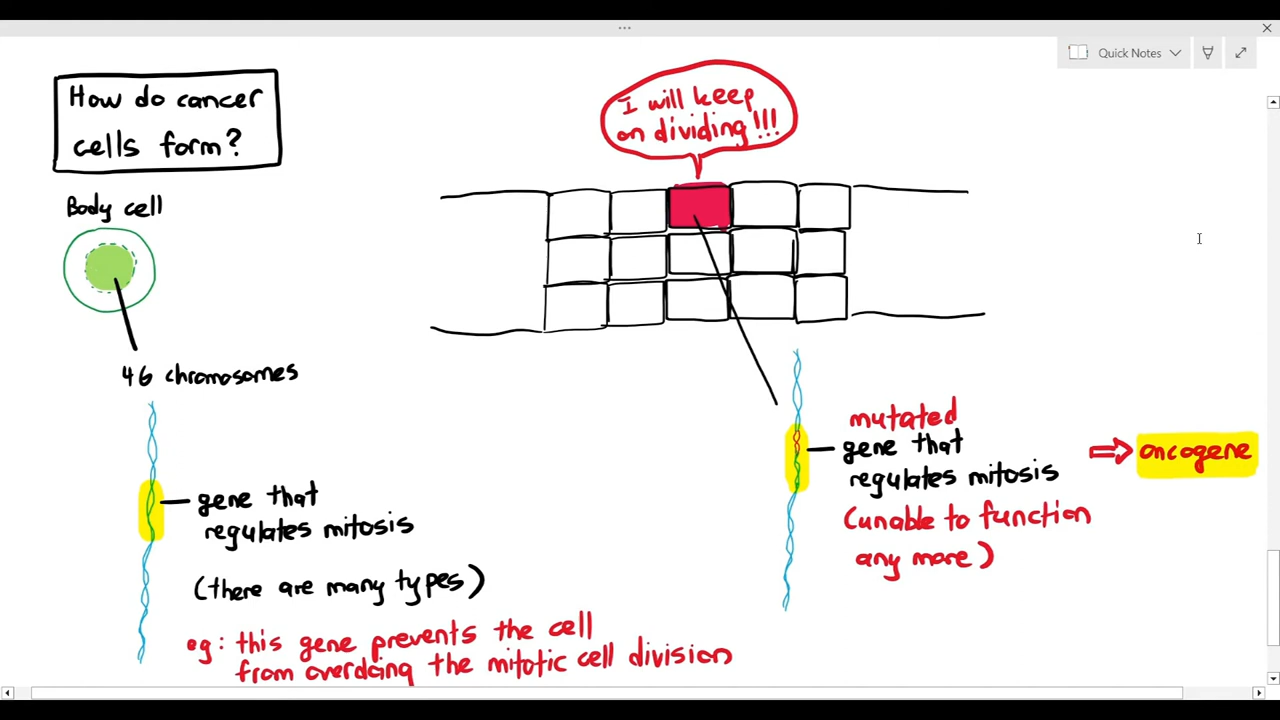 Quick Notes
How do cancer
cells form?
I will keep
on dividing!!!
Body cell
46 chromosomes
gene that
regulates mitosis
(there are many types)
eg: this gene prevents the cell
from overdoing the mitotic cell division
mutated
gene that
regulates mitosis
(unable to function
any more)
⇒ oncogene